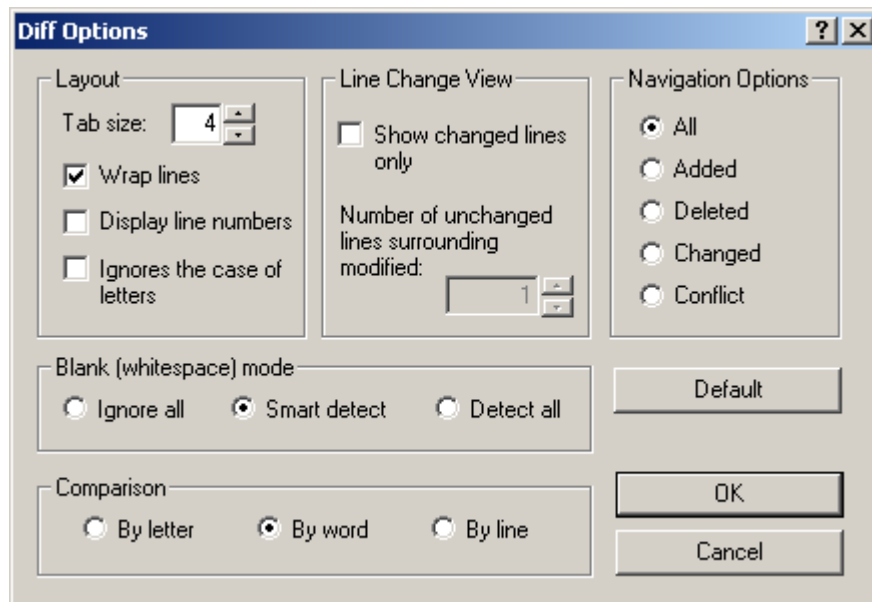 Diff Options
Layout
Tab size: 4
Wrap lines
Display line numbers
Ignores the case of
letters
Line Change View
Show changed lines
only
Number of unchanged
lines surrounding
modified:
1
Navigation Options
All
Added
Deleted
Changed
Conflict
Blank (whitespace) mode
Ignore all Smart detect Detect all
Default
Comparison
By letter By word By line
OK
Cancel